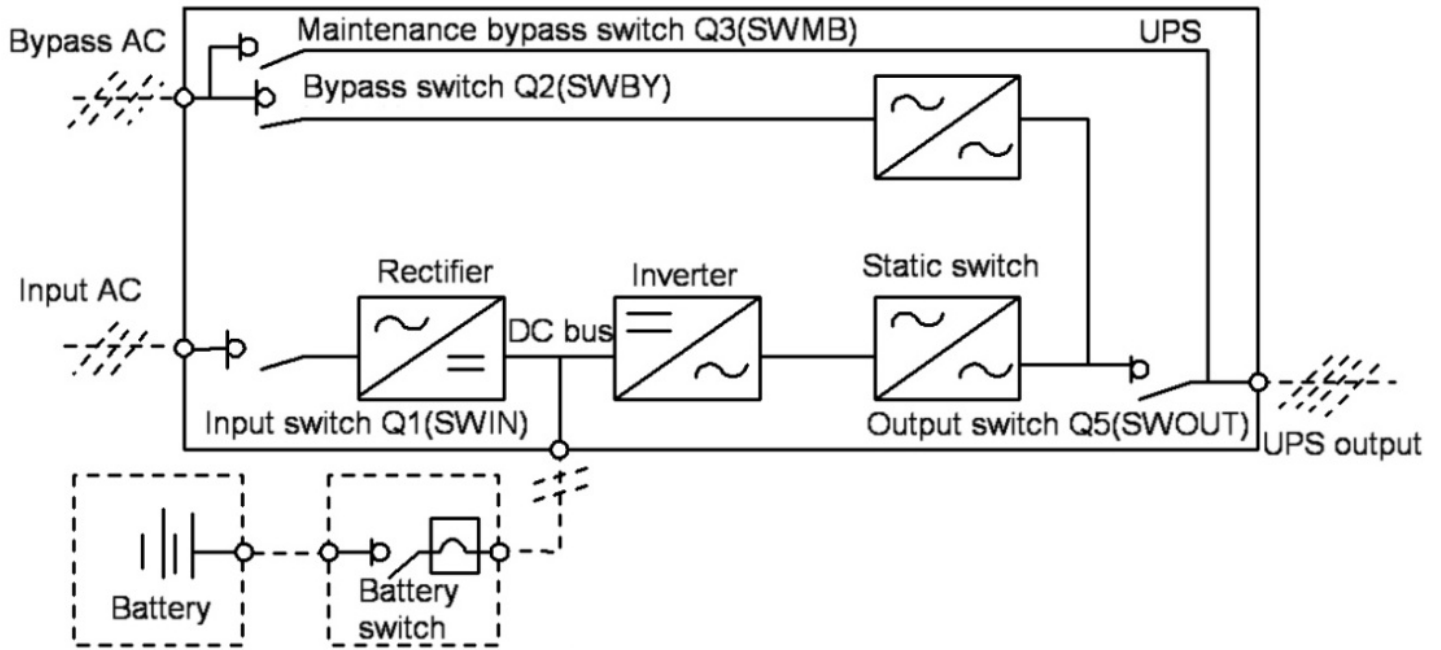 Bypass AC
Maintenance bypass switch Q3(SWMB)
UPS
Bypass switch Q2(SWBY)
Input AC
Rectifier
DC bus
Inverter
Static switch
Input switch Q1(SWIN)
Output switch Q5(SWOUT)
UPS output
Battery
Battery
switch